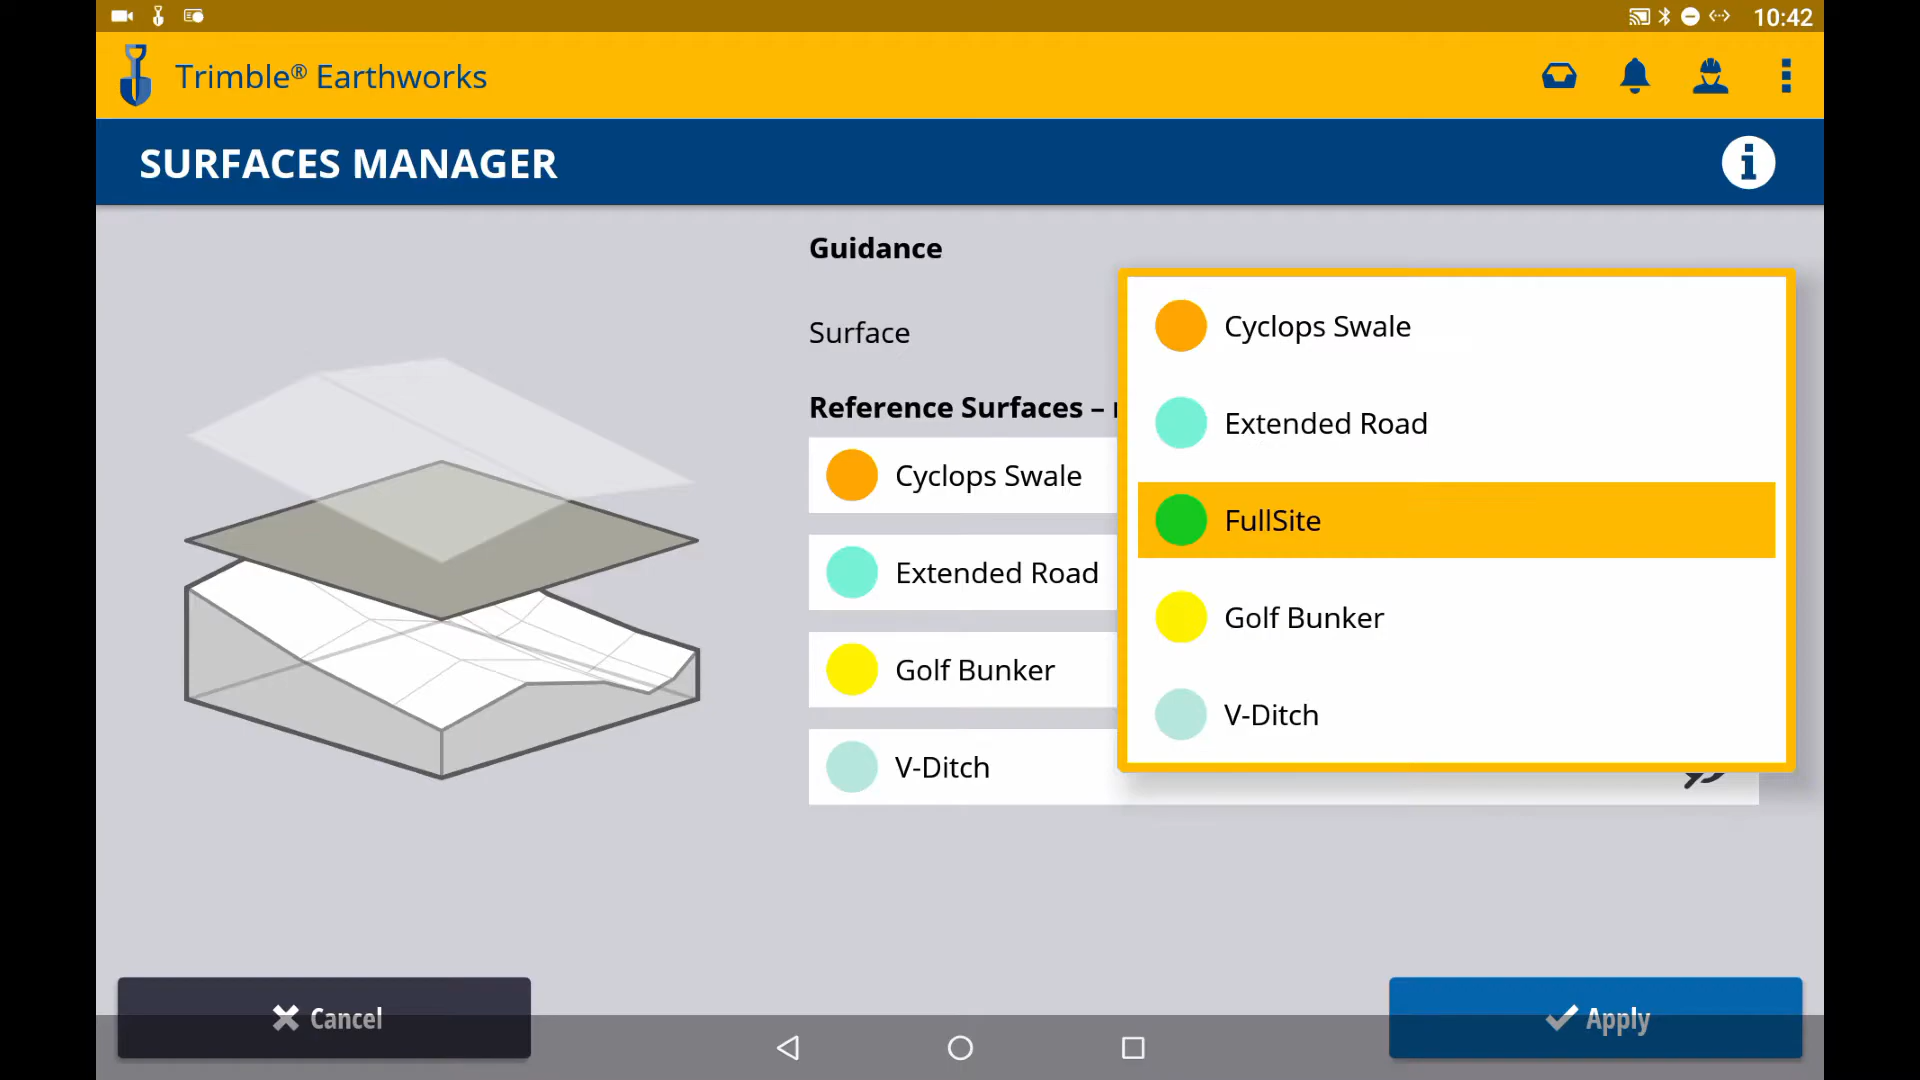 10:42
Trimble® Earthworks
SURFACES MANAGER
Guidance
Surface
Reference Surfaces –
Cyclops Swale
Extended Road
Golf Bunker
V-Ditch
Cyclops Swale
Extended Road
FullSite
Golf Bunker
V-Ditch
Cancel
Apply